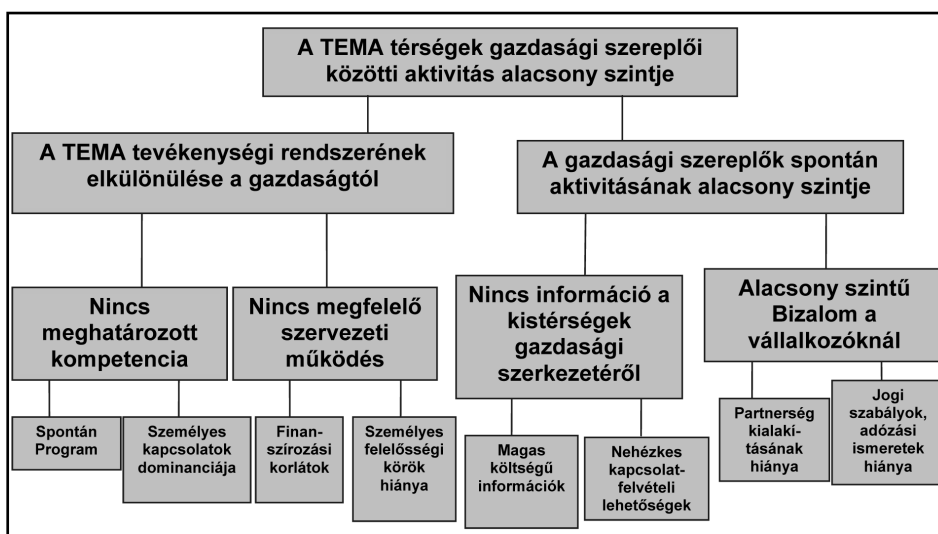 A TEMA térségek gazdasági szereplői
közötti aktivitás alacsony szintje
A TEMA tevékenységi rendszerének
elkülönülése a gazdaságtól
A gazdasági szereplők spontán
aktivitásának alacsony szintje
Nincs
meghatározott
kompetencia
Nincs megfelelő
szervezeti
működés
Nincs információ a
kistérségek
gazdasági
szerkezetéről
Alacsony szintű
Bizalom a
vállalkozóknál
Spontán
Program
Személyes
kapcsolatok
dominanciája
Finan-
szírozási
korlátok
Személyes
felelősségi
körök
hiánya
Magas
költségű
információk
Nehézkes
kapcsolat-
felvételi
lehetőségek
Partnerség
kialakí-
tásának
hiánya
Jogi
szabályok,
adózási
ismeretek
hiánya